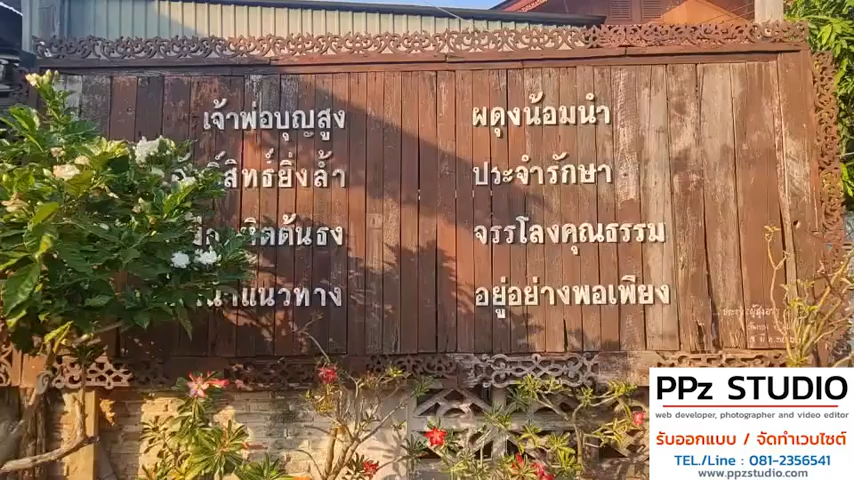 เจ้าพ่อบุญสูง
ผดุงน้อมนำ
สิทธิ์ยิ่งล้ำ
ประจำรักษา
ทิตต้นธง
จรรโลงคุณธรรม
แนวทาง
อยู่อย่างพอเพียง
PPz STUDIO
Web developer, Photographer and Video editor
รับออกแบบ / จัดทำเวบไซต์
TEL./Line : 081-2356541
www.ppzstudio.com